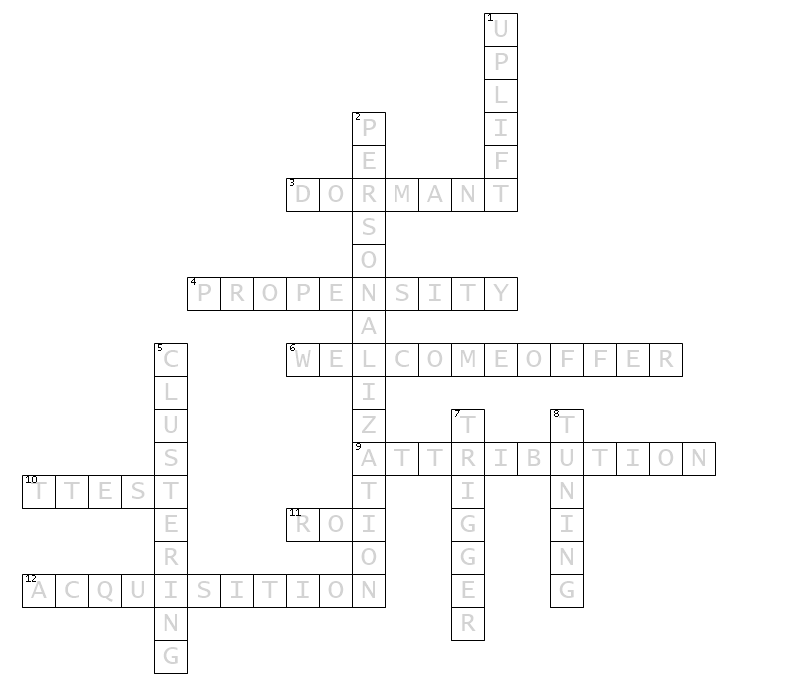 1 UPLIFT
2 PERSONALIZATION
3 DORMANT
4 PROPENSITY
5 CLUSTERING
6 WELCOMEOFFER
7 TRIGGER
8 TUNING
9 ATTRIBUTION
10 TTEST
11 ROI
12 ACQUISITION